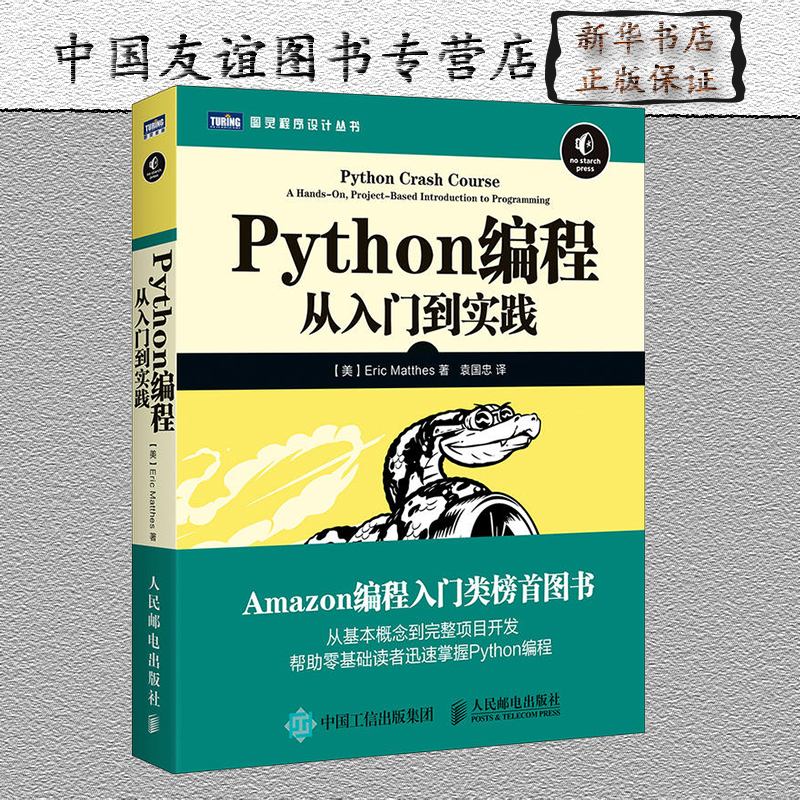 中国友谊图书专营店
新华书店
正版保证
TURING
图灵教育
图灵程序设计丛书
no starch
press
Python Crash Course
A Hands-On, Project-Based Introduction to Programming
Python编程
从入门到实践
【美】Eric Matthes 著 袁国忠 译
Amazon编程入门类榜首图书
从基本概念到完整项目开发
帮助零基础读者迅速掌握Python编程
中国工信出版集团
人民邮电出版社
POSTS & TELECOM PRESS
TURING
Python编程
从入门到实践
【美】Eric Matthes 著
人民邮电出版社